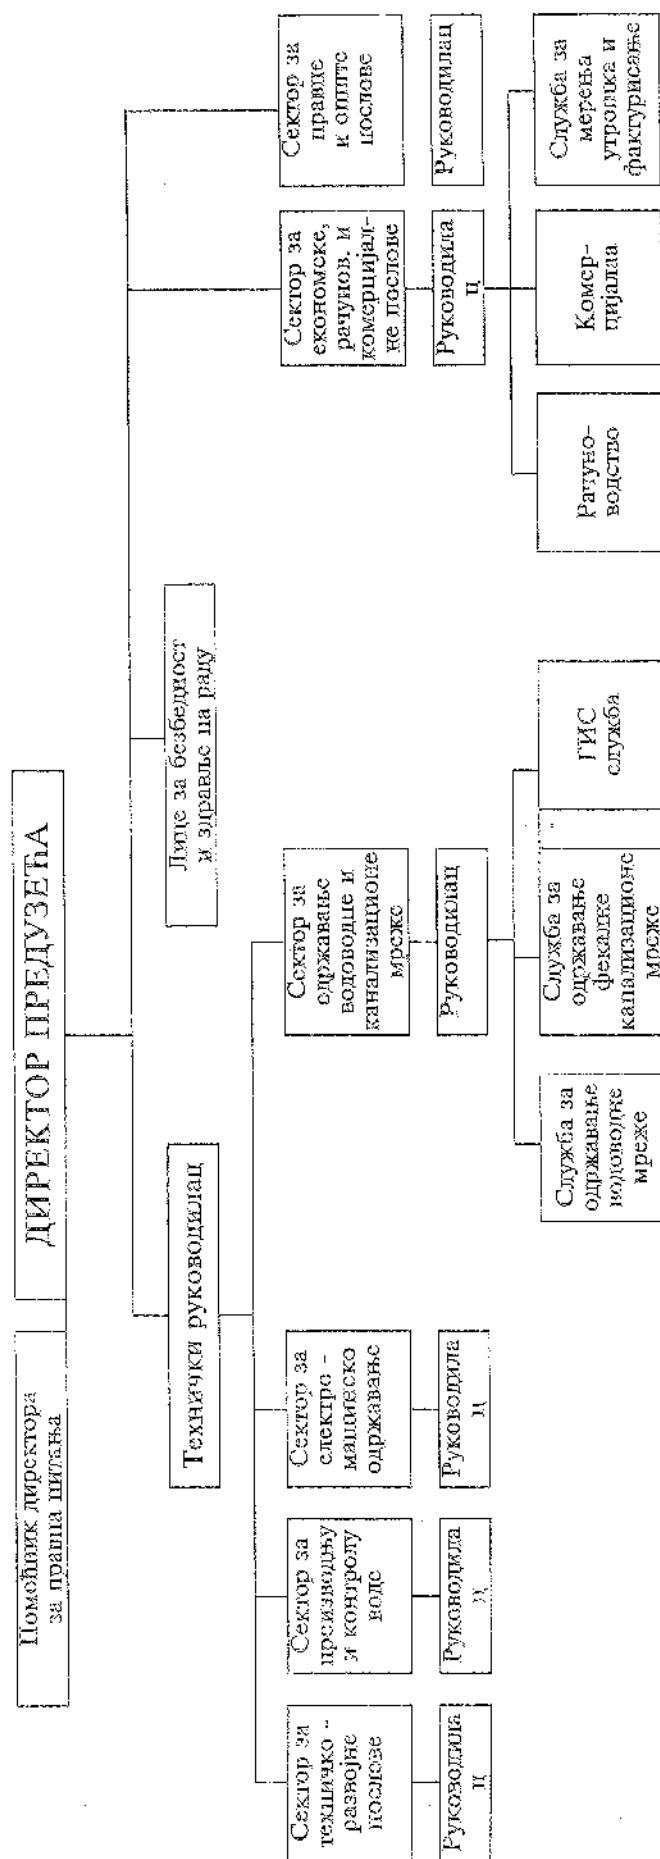 Помоћник директора
за правна питања
ДИРЕКТОР ПРЕДУЗЕЋА
Технички руководилац
Лице за безбедност
и здравље на раду
Сектор за
техничко -
развојне
послове
Сектор за
производњу
и контролу
воде
Сектор за
електро -
машинско
одржавање
Сектор за
одржавање
водоводне и
канализационе
мреже
Сектор за
економске,
рачунов. и
комерцијал-
не послове
Сектор за
правне
и опште
послове
Руководила
ц
Руководила
ц
Руководила
ц
Руководилац
Руководила
ц
Руководилац
Служба за
одржавање
водоводне
мреже
Служба за
одржавање
фекалне
канализационе
мреже
ГИС
служба
Рачуно-
водство
Комер-
цијалаа
Служба за
мерења
утрошка и
фактурисање